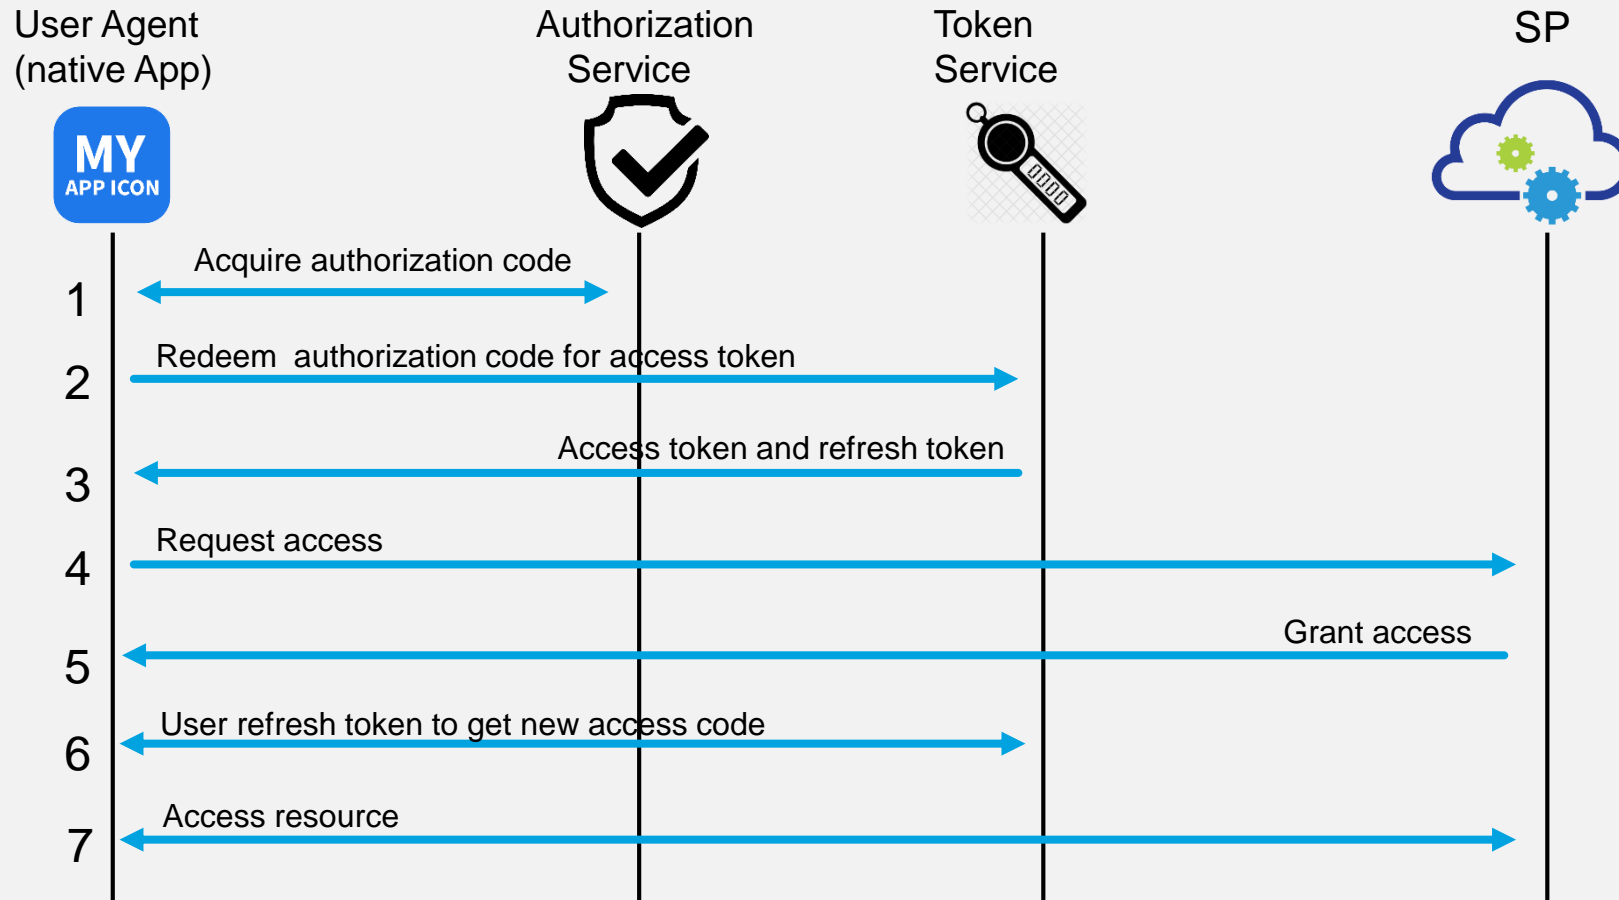 User Agent
(native App)
Authorization
Service
Token
Service
SP
MY
APP ICON
0000
Acquire authorization code
1
Redeem  authorization code for access token
2
Access token and refresh token
3
Request access
4
Grant access
5
User refresh token to get new access code
6
Access resource
7